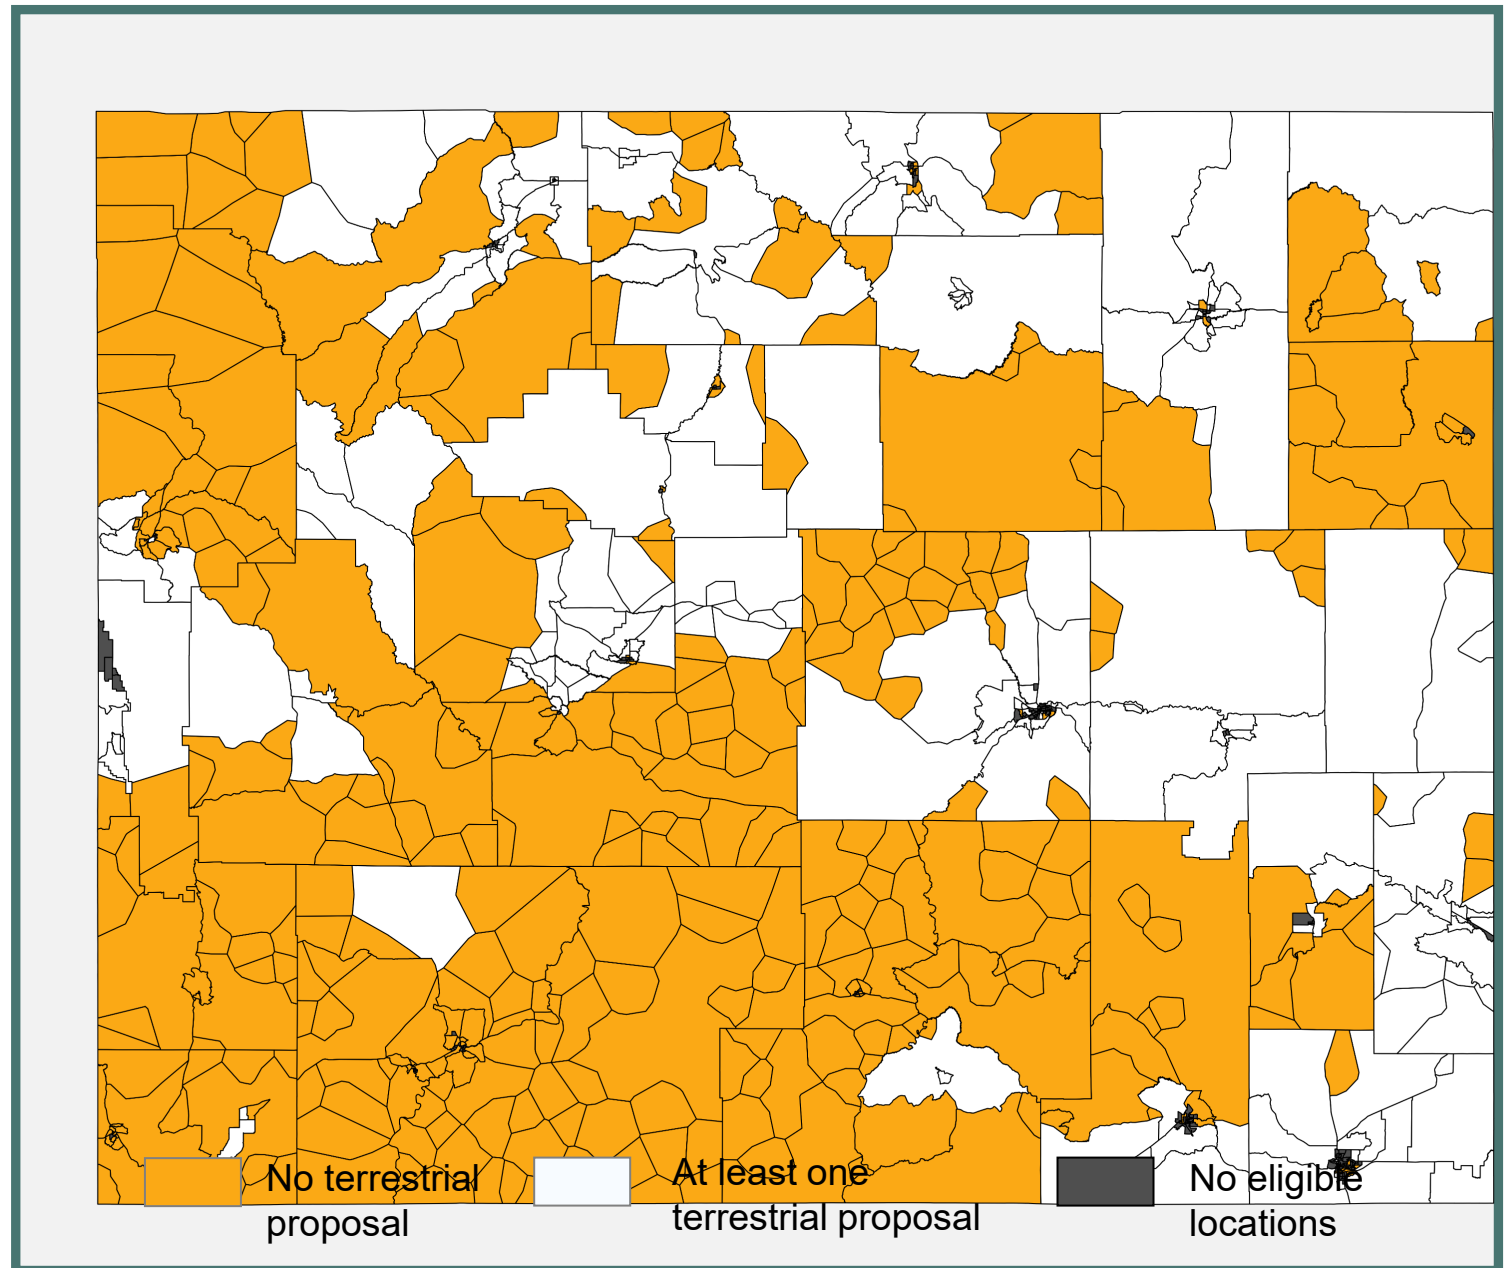 No terrestrial
proposal
At least one
terrestrial proposal
No eligible
locations